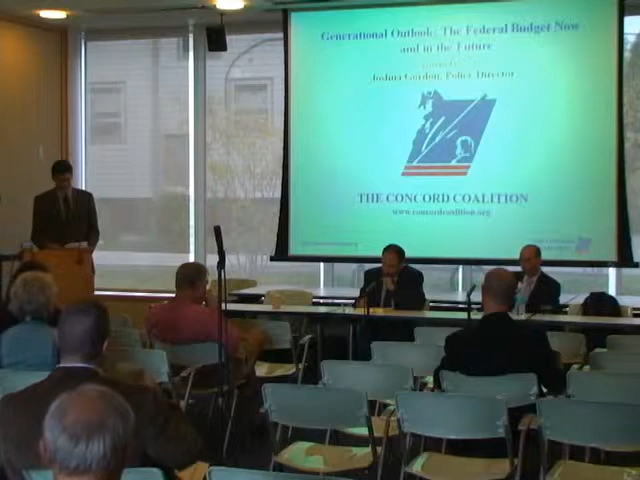 Generational Outlook: The Federal Budget Now
and in the Future
Joshua Gordon, Policy Director
THE CONCORD COALITION
www.concordcoalition.org